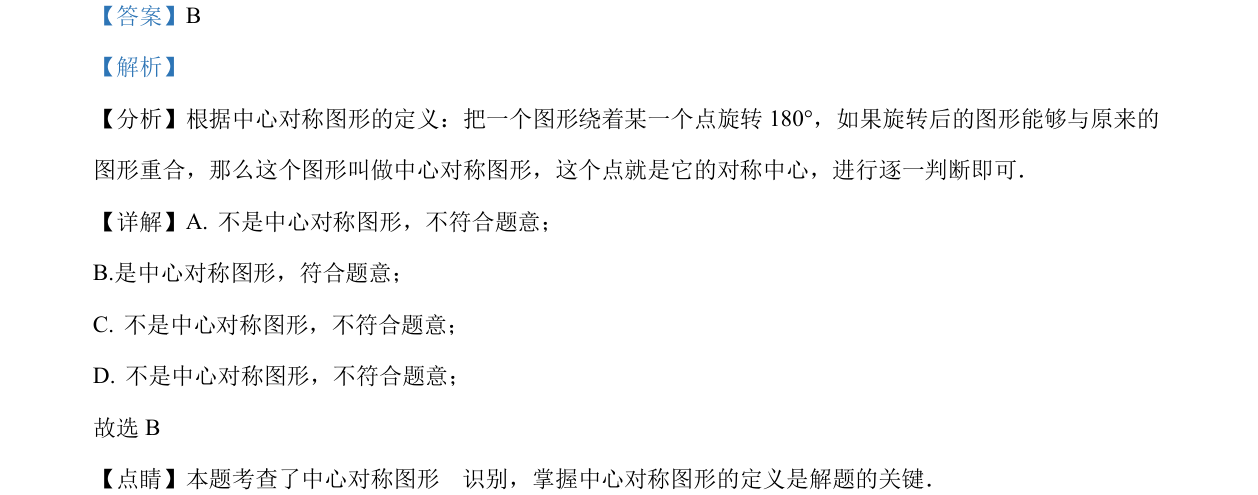 【答案】B
【解析】
【分析】根据中心对称图形的定义：把一个图形绕着某一个点旋转 180°，如果旋转后的图形能够与原来的
图形重合，那么这个图形叫做中心对称图形，这个点就是它的对称中心，进行逐一判断即可．
【详解】A. 不是中心对称图形，不符合题意；
B.是中心对称图形，符合题意；
C. 不是中心对称图形，不符合题意；
D. 不是中心对称图形，不符合题意；
故选 B
【点睛】本题考查了中心对称图形 识别，掌握中心对称图形的定义是解题的关键．